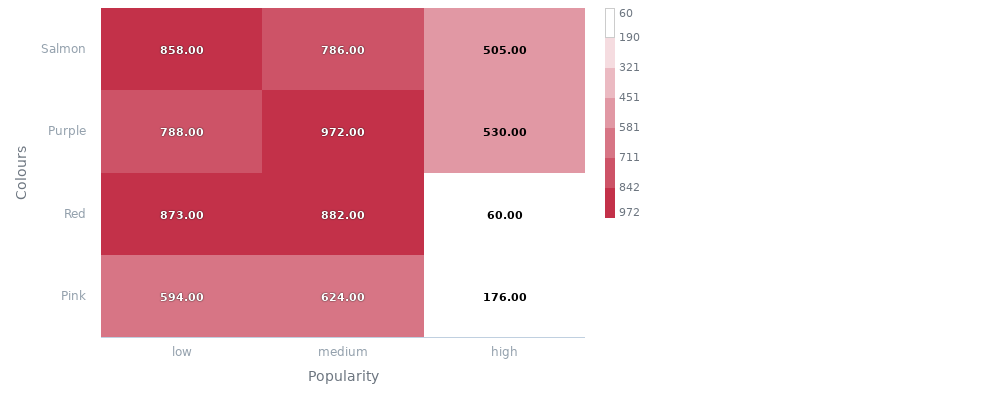 Salmon 858.00 786.00 505.00
Purple 788.00 972.00 530.00
Red 873.00 882.00 60.00
Pink 594.00 624.00 176.00
low medium high
Popularity
Colours
60
190
321
451
581
711
842
972